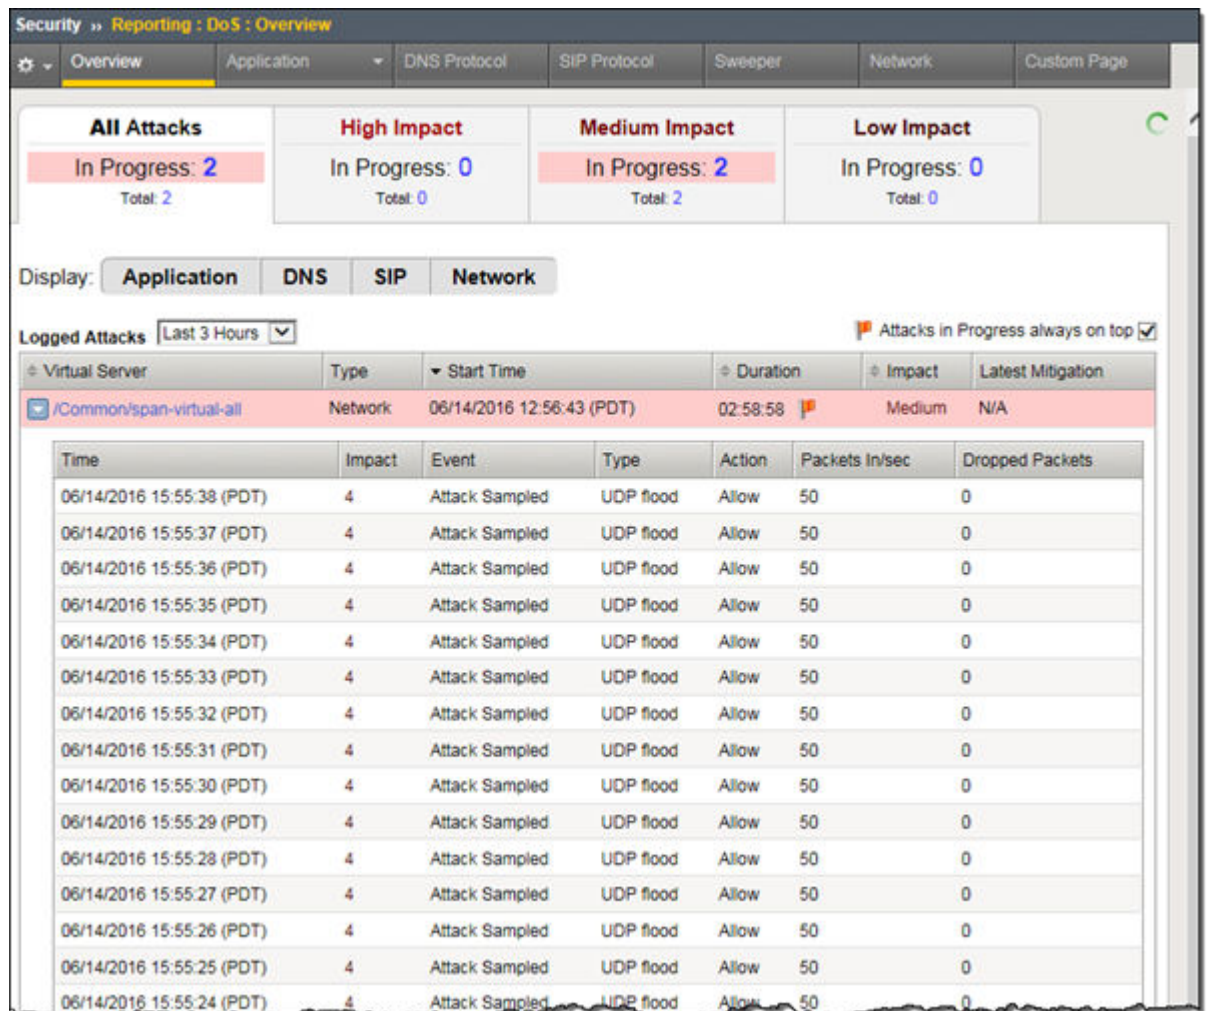 Security » Reporting : DoS : Overview
Overview Application DNS Protocol SIP Protocol Sweeper Network Custom Page
All Attacks High Impact Medium Impact Low Impact
In Progress: 2 In Progress: 0 In Progress: 2 In Progress: 0
Total: 2 Total: 0 Total: 2 Total: 0
Display: Application DNS SIP Network
Logged Attacks Last 3 Hours Attacks in Progress always on top
Virtual Server Type Start Time Duration Impact Latest Mitigation
/Common/span-virtual-all Network 06/14/2016 12:56:43 (PDT) 02:58:58 Medium N/A
Time Impact Event Type Action Packets In/sec Dropped Packets
06/14/2016 15:55:38 (PDT) 4 Attack Sampled UDP flood Allow 50 0
06/14/2016 15:55:37 (PDT) 4 Attack Sampled UDP flood Allow 50 0
06/14/2016 15:55:36 (PDT) 4 Attack Sampled UDP flood Allow 50 0
06/14/2016 15:55:35 (PDT) 4 Attack Sampled UDP flood Allow 50 0
06/14/2016 15:55:34 (PDT) 4 Attack Sampled UDP flood Allow 50 0
06/14/2016 15:55:33 (PDT) 4 Attack Sampled UDP flood Allow 50 0
06/14/2016 15:55:32 (PDT) 4 Attack Sampled UDP flood Allow 50 0
06/14/2016 15:55:31 (PDT) 4 Attack Sampled UDP flood Allow 50 0
06/14/2016 15:55:30 (PDT) 4 Attack Sampled UDP flood Allow 50 0
06/14/2016 15:55:29 (PDT) 4 Attack Sampled UDP flood Allow 50 0
06/14/2016 15:55:28 (PDT) 4 Attack Sampled UDP flood Allow 50 0
06/14/2016 15:55:27 (PDT) 4 Attack Sampled UDP flood Allow 50 0
06/14/2016 15:55:26 (PDT) 4 Attack Sampled UDP flood Allow 50 0
06/14/2016 15:55:25 (PDT) 4 Attack Sampled UDP flood Allow 50 0
06/14/2016 15:55:24 (PDT) 4 Attack Sampled UDP flood Allow 50 0